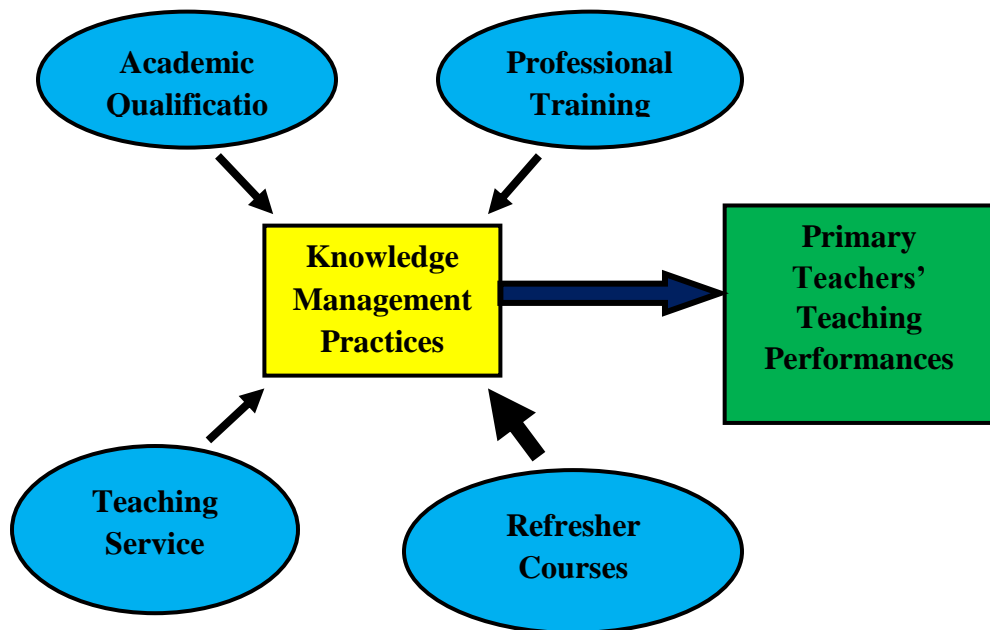 Academic
Qualificatio
Professional
Training
Knowledge
Management
Practices
Primary
Teachers’
Teaching
Performances
Teaching
Service
Refresher
Courses